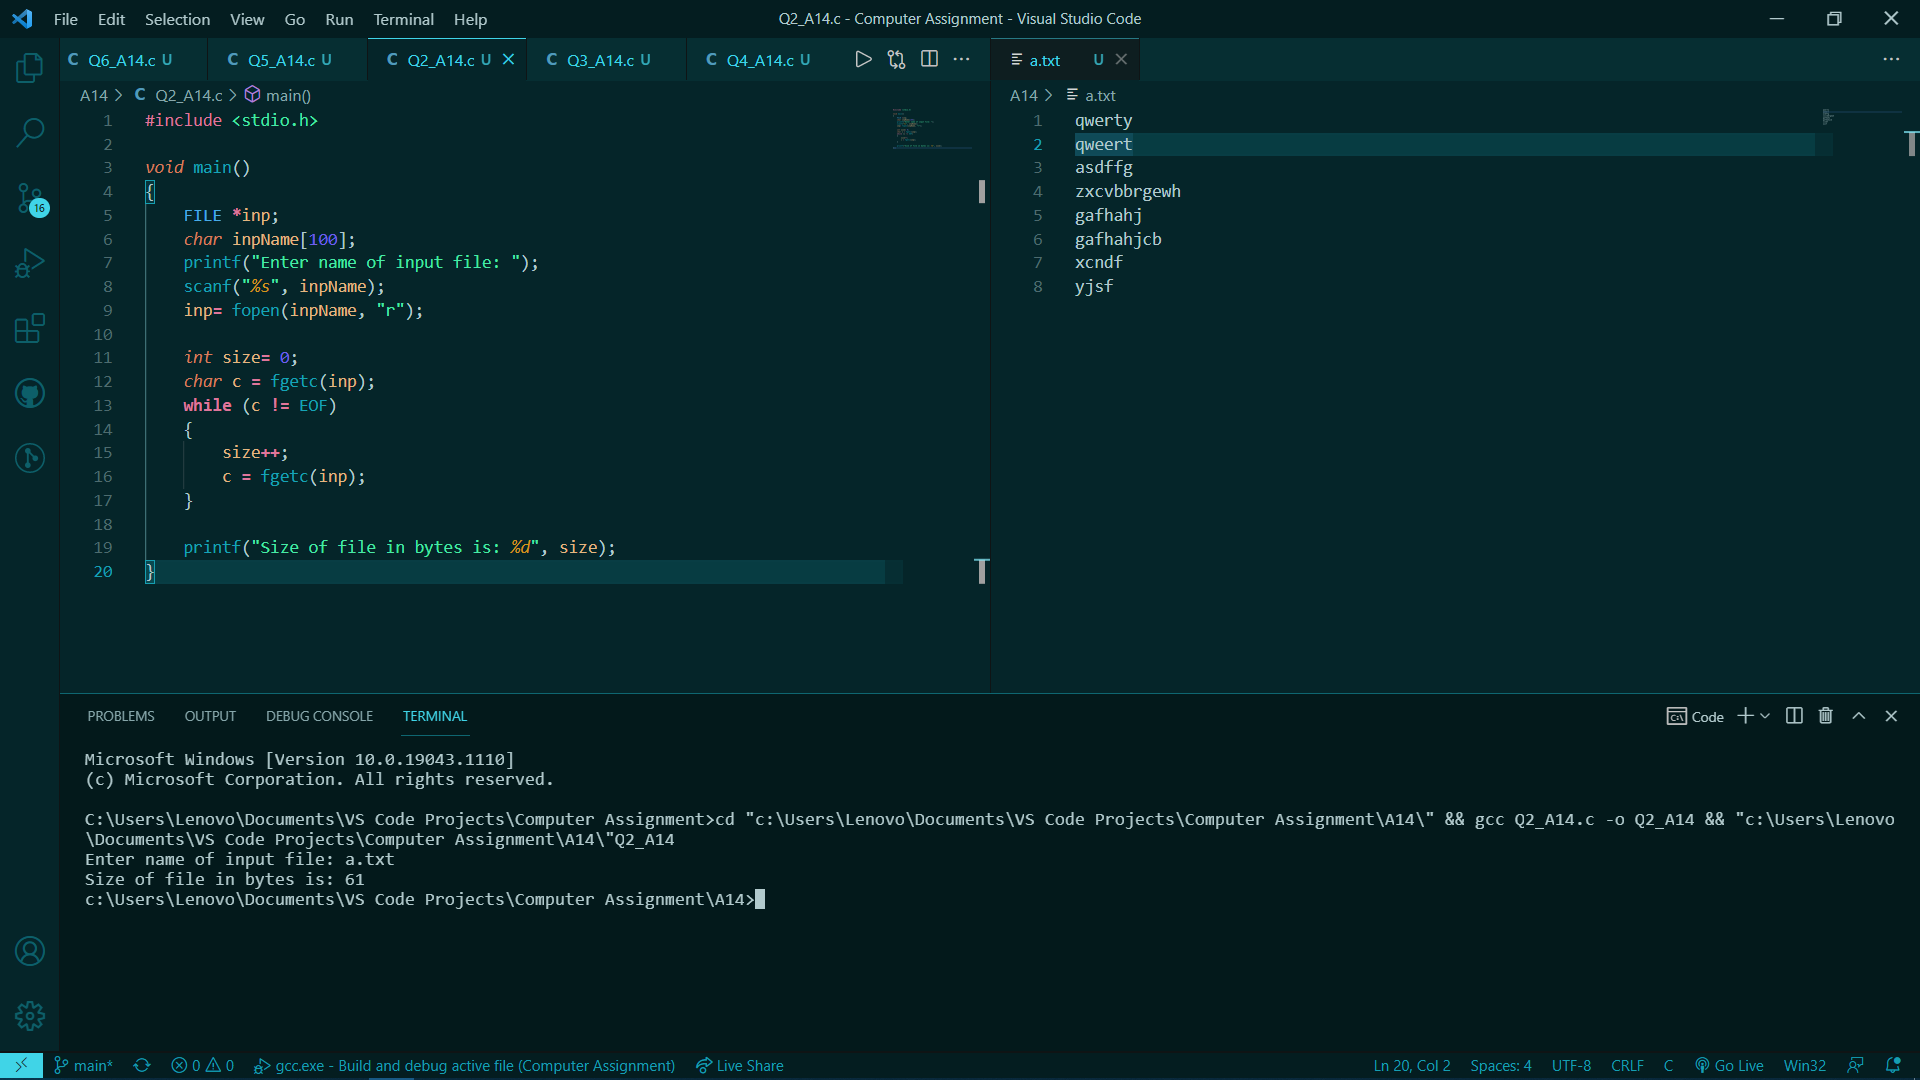 File Edit Selection View Go Run Terminal Help
Q2_A14.c - Computer Assignment - Visual Studio Code
C Q6_A14.c U
C Q5_A14.c U
C Q2_A14.c U
C Q3_A14.c U
C Q4_A14.c U
a.txt U
A14 > C Q2_A14.c > main()
1 #include <stdio.h>
2
3 void main()
4 {
5 FILE *inp;
6 char inpName[100];
7 printf("Enter name of input file: ");
8 scanf("%s", inpName);
9 inp= fopen(inpName, "r");
10
11 int size= 0;
12 char c = fgetc(inp);
13 while (c != EOF)
14 {
15 size++;
16 c = fgetc(inp);
17 }
18
19 printf("Size of file in bytes is: %d", size);
20 }
A14 > a.txt
1 qwerty
2 qweert
3 asdffg
4 zxcvbbrgewh
5 gafhahj
6 gafhahjcb
7 xcndf
8 yjsf
16
PROBLEMS OUTPUT DEBUG CONSOLE TERMINAL
Code
Microsoft Windows [Version 10.0.19043.1110]
(c) Microsoft Corporation. All rights reserved.
C:\Users\Lenovo\Documents\VS Code Projects\Computer Assignment>cd "c:\Users\Lenovo\Documents\VS Code Projects\Computer Assignment\A14\" && gcc Q2_A14.c -o Q2_A14 && "c:\Users\Lenovo
\Documents\VS Code Projects\Computer Assignment\A14\"Q2_A14
Enter name of input file: a.txt
Size of file in bytes is: 61
c:\Users\Lenovo\Documents\VS Code Projects\Computer Assignment\A14>
main* 0 0 gcc.exe - Build and debug active file (Computer Assignment) Live Share
Ln 20, Col 2 Spaces: 4 UTF-8 CRLF C Go Live Win32